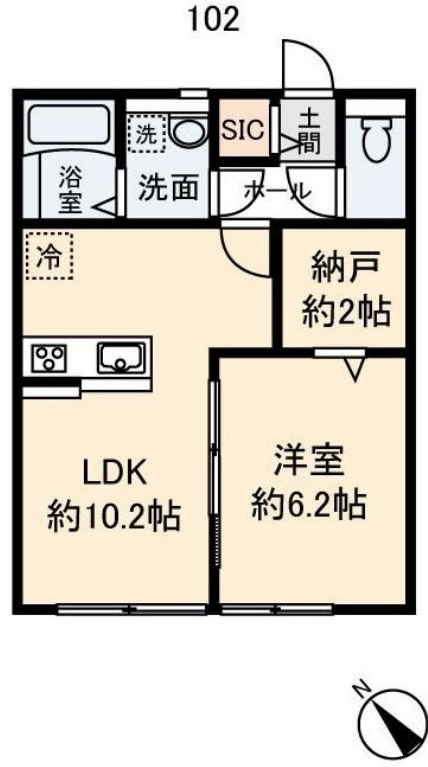 102
SIC
土
間
洗
洗面
浴
室
ホール
冷
納戸
約2帖
LDK
約10.2帖
洋室
約6.2帖
N